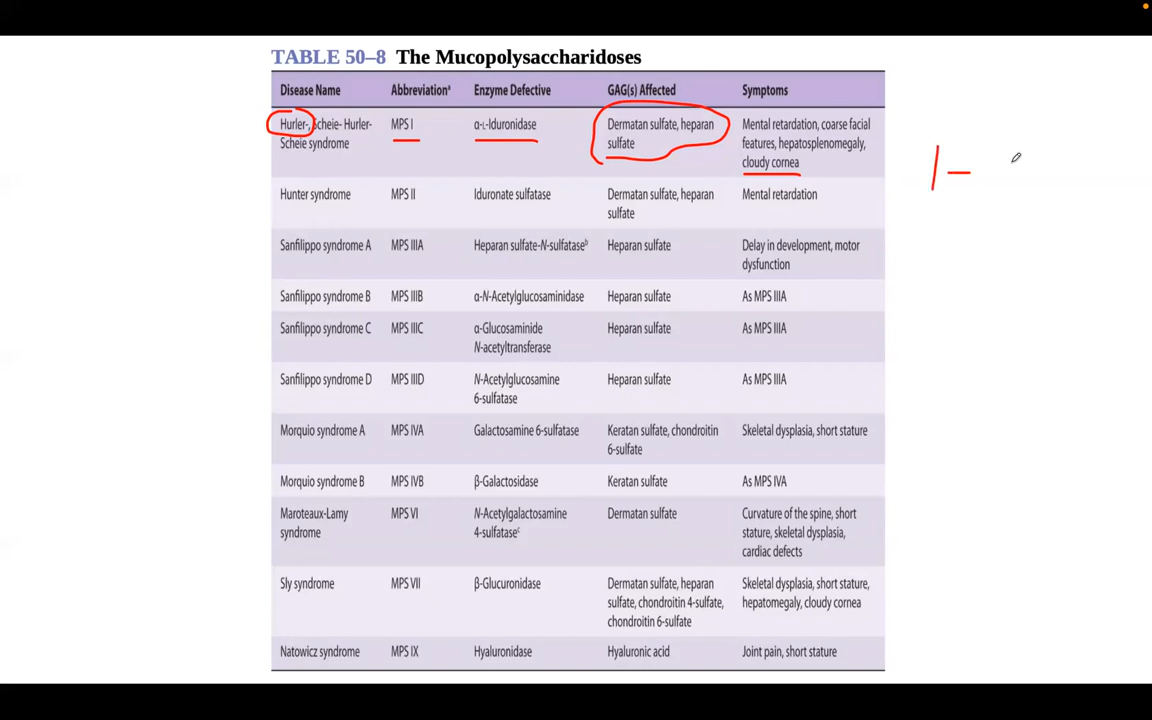 TABLE 50–8 The Mucopolysaccharidoses
Disease Name Abbreviationᵃ Enzyme Defective GAG(s) Affected Symptoms
Hurler-, Scheie- Hurler- MPS I α-L-Iduronidase Dermatan sulfate, heparan Mental retardation, coarse facial
Scheie syndrome sulfate features, hepatosplenomegaly,
cloudy cornea
1 –
Hunter syndrome MPS II Iduronate sulfatase Dermatan sulfate, heparan Mental retardation
sulfate
Sanfilippo syndrome A MPS IIIA Heparan sulfate-N-sulfataseᵇ Heparan sulfate Delay in development, motor
dysfunction
Sanfilippo syndrome B MPS IIIB α-N-Acetylglucosaminidase Heparan sulfate As MPS IIIA
Sanfilippo syndrome C MPS IIIC α-Glucosaminide Heparan sulfate As MPS IIIA
N-acetyltransferase
Sanfilippo syndrome D MPS IIID N-Acetylglucosamine Heparan sulfate As MPS IIIA
6-sulfatase
Morquio syndrome A MPS IVA Galactosamine 6-sulfatase Keratan sulfate, chondroitin Skeletal dysplasia, short stature
6-sulfate
Morquio syndrome B MPS IVB β-Galactosidase Keratan sulfate As MPS IVA
Maroteaux-Lamy MPS VI N-Acetylgalactosamine Dermatan sulfate Curvature of the spine, short
syndrome 4-sulfataseᶜ stature, skeletal dysplasia,
cardiac defects
Sly syndrome MPS VII β-Glucuronidase Dermatan sulfate, heparan Skeletal dysplasia, short stature,
sulfate, chondroitin 4-sulfate, hepatomegaly, cloudy cornea
chondroitin 6-sulfate
Natowicz syndrome MPS IX Hyaluronidase Hyaluronic acid Joint pain, short stature